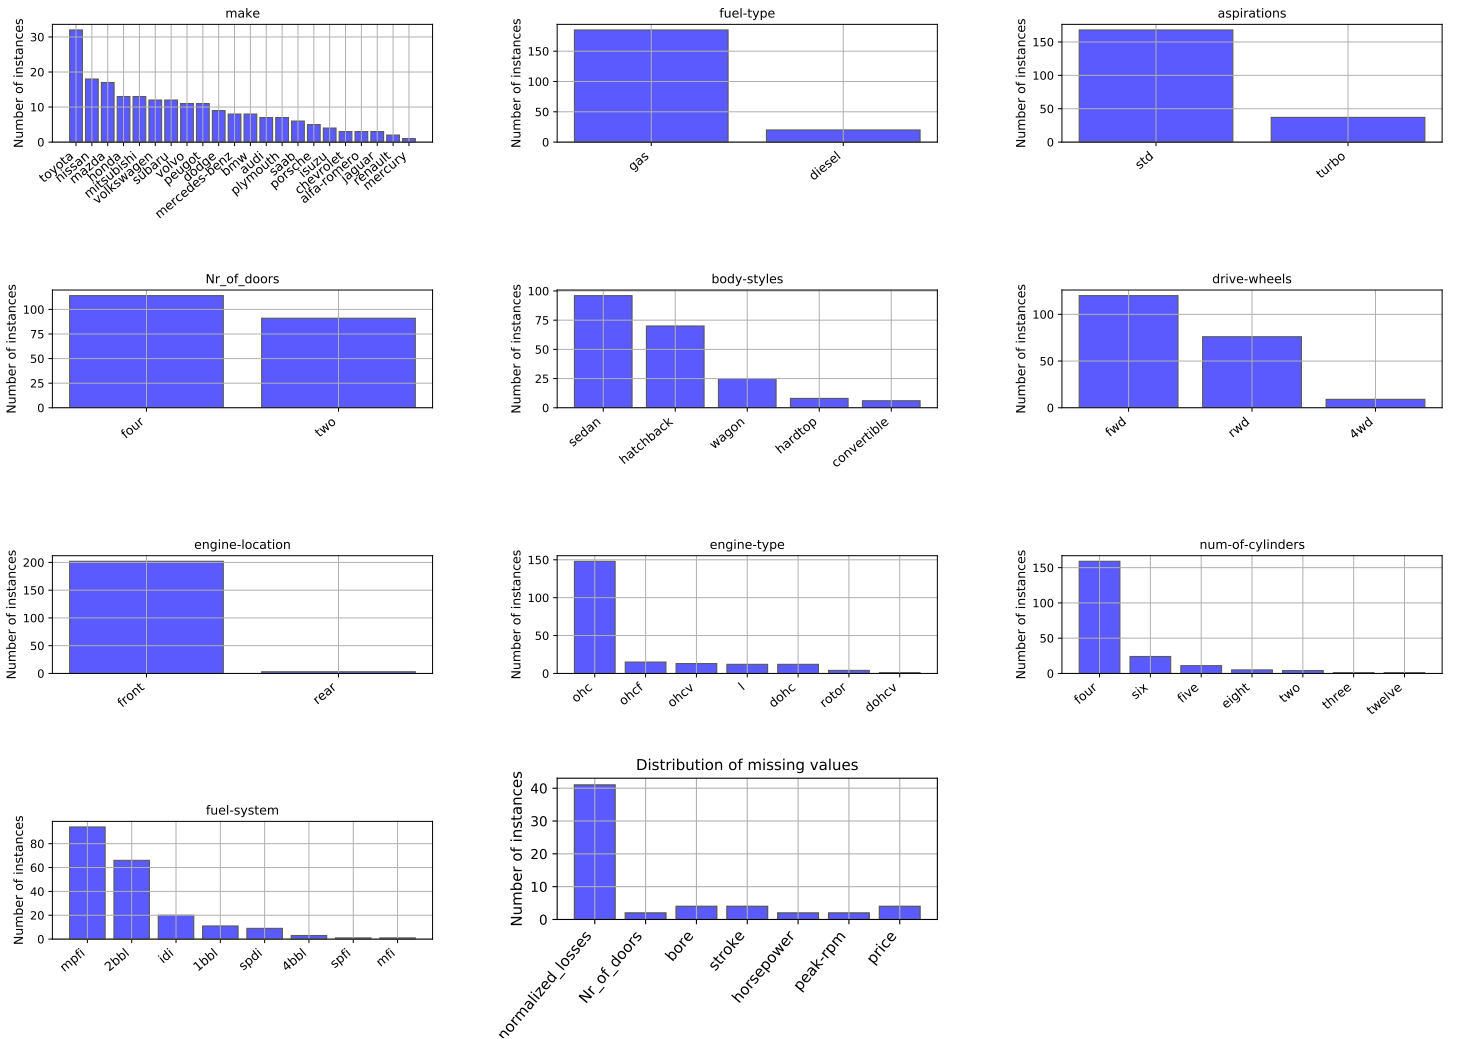 make
Number of instances
30
20
10
0
toyota
nissan
mazda
honda
mitsubishi
volkswagen
subaru
volvo
peugot
dodge
mercedes-benz
bmw
audi
plymouth
saab
porsche
isuzu
chevrolet
alfa-romero
jaguar
renault
mercury
fuel-type
Number of instances
150
100
50
0
gas
diesel
aspirations
Number of instances
150
100
50
0
std
turbo
Nr_of_doors
Number of instances
100
75
50
25
0
four
two
body-styles
Number of instances
100
75
50
25
0
sedan
hatchback
wagon
hardtop
convertible
drive-wheels
Number of instances
100
50
0
fwd
rwd
4wd
engine-location
Number of instances
200
150
100
50
0
front
rear
engine-type
Number of instances
150
100
50
0
ohc
ohcf
ohcv
l
dohc
rotor
dohcv
num-of-cylinders
Number of instances
150
100
50
0
four
six
five
eight
two
three
twelve
fuel-system
Number of instances
80
60
40
20
0
mpfi
2bbl
idi
1bbl
spdi
4bbl
spfi
mfi
Distribution of missing values
Number of instances
40
30
20
10
0
normalized_losses
Nr_of_doors
bore
stroke
horsepower
peak-rpm
price